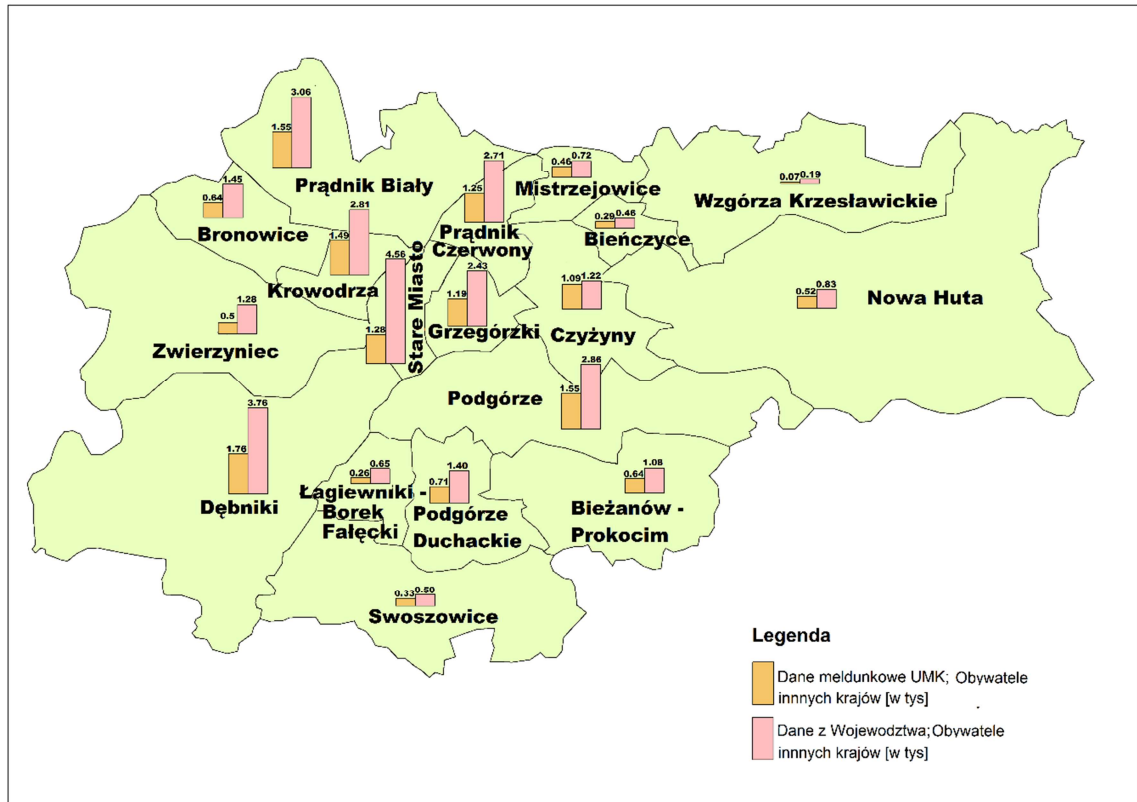 3.06
1.55
Prądnik Biały
1.45
0.64
Bronowice
2.81
1.49
Krowodrza
2.71
1.25
Prądnik
Czerwony
0.46 0.72
Mistrzejowice
0.07 0.19
Wzgórza Krzesławickie
0.29 0.46
Bieńczyce
4.56
1.28
Stare Miasto
2.43
1.19
Grzegórzki
1.09 1.22
Czyżyny
0.52 0.83
Nowa Huta
1.28
0.5
Zwierzyniec
2.86
1.55
Podgórze
3.76
1.76
Dębniki
0.26 0.65
Łagiewniki -
Borek
Fałęcki
1.40
0.71
Podgórze
Duchackie
1.08
0.64
Bieżanów -
Prokocim
0.33 0.50
Swoszowice
Legenda
Dane meldunkowe UMK; Obywatele
innnych krajów [w tys]
Dane z Wojewodztwa;Obywatele
innnych krajów [w tys]